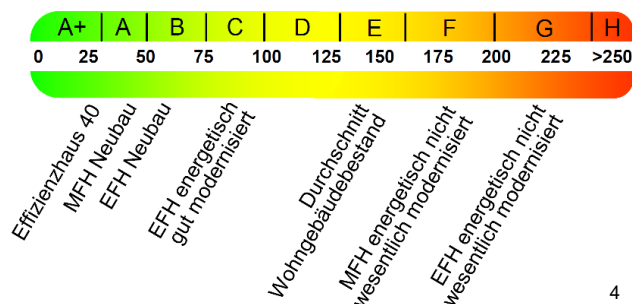 A+ A B C D E F G H
0 25 50 75 100 125 150 175 200 225 >250
Effizienzhaus 40
MFH Neubau
EFH Neubau
EFH energetisch
gut modernisiert
Durchschnitt
Wohngebäudebestand
MFH energetisch nicht
wesentlich modernisiert
EFH energetisch nicht
wesentlich modernisiert
4